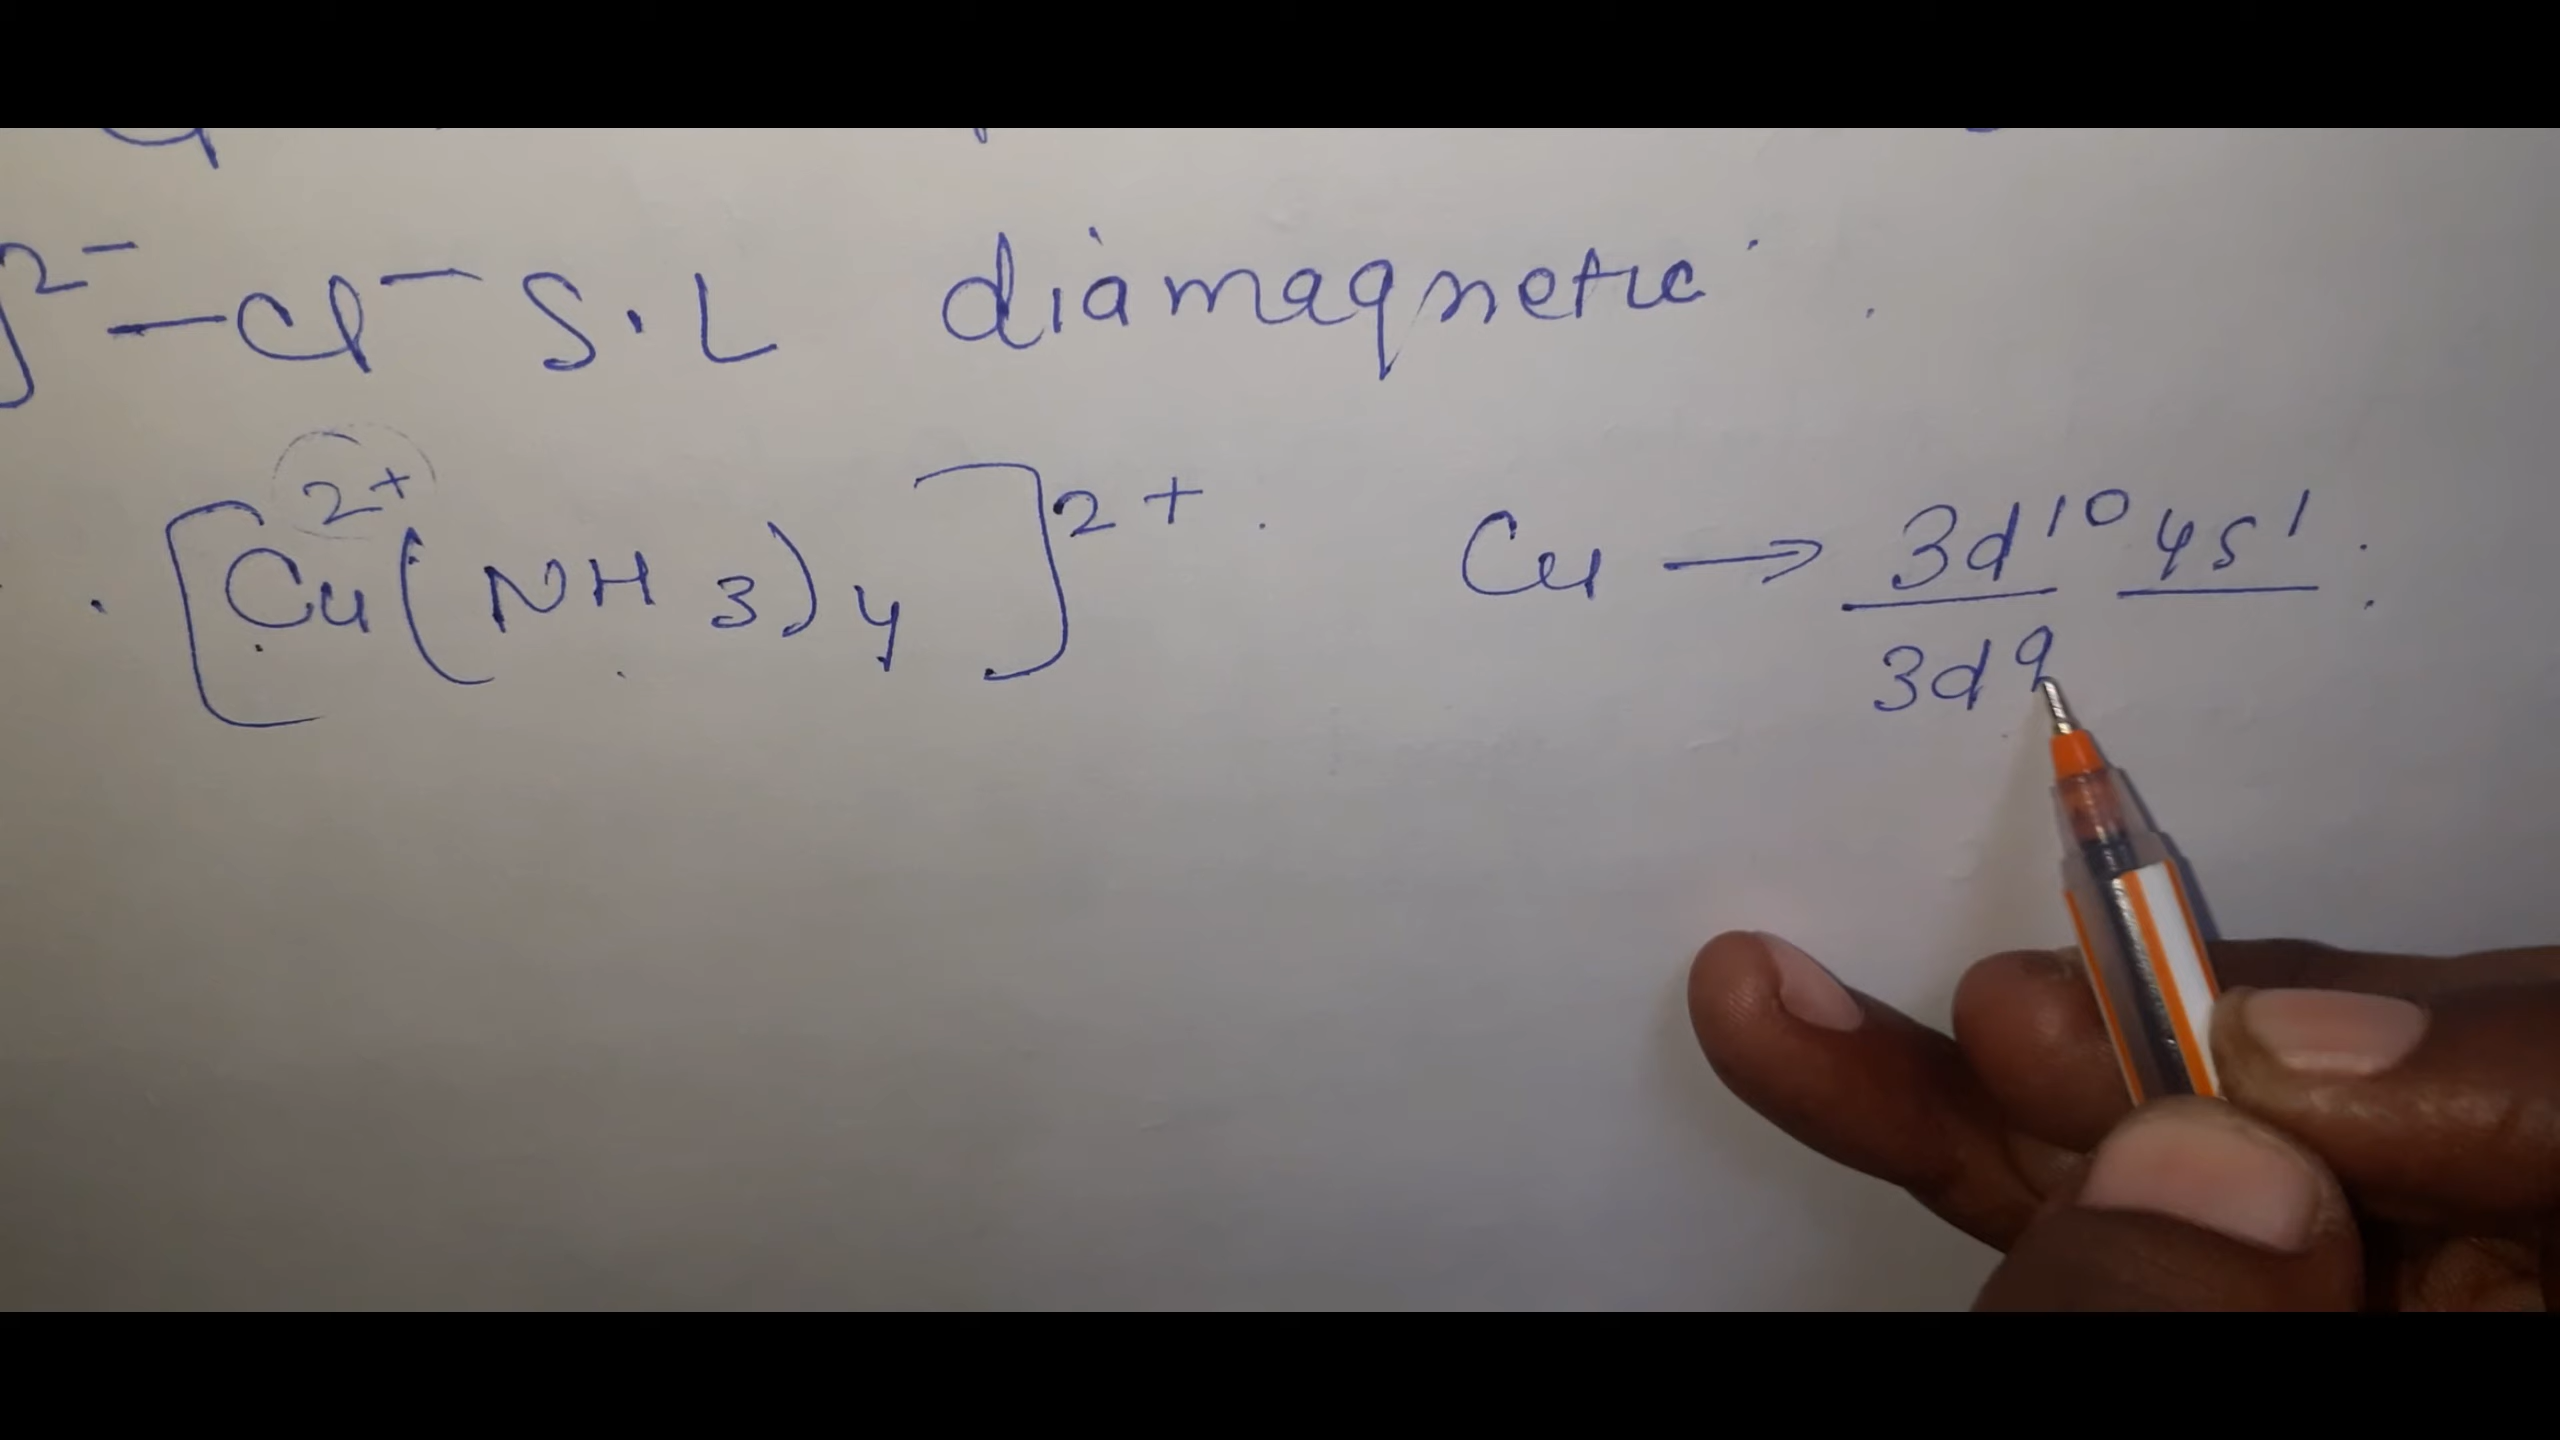 ]²⁻ — Cl⁻ S.L diamagnetic
[Cu²⁺(NH₃)₄]²⁺ Cu → 3d¹⁰ 4s¹
3d⁹